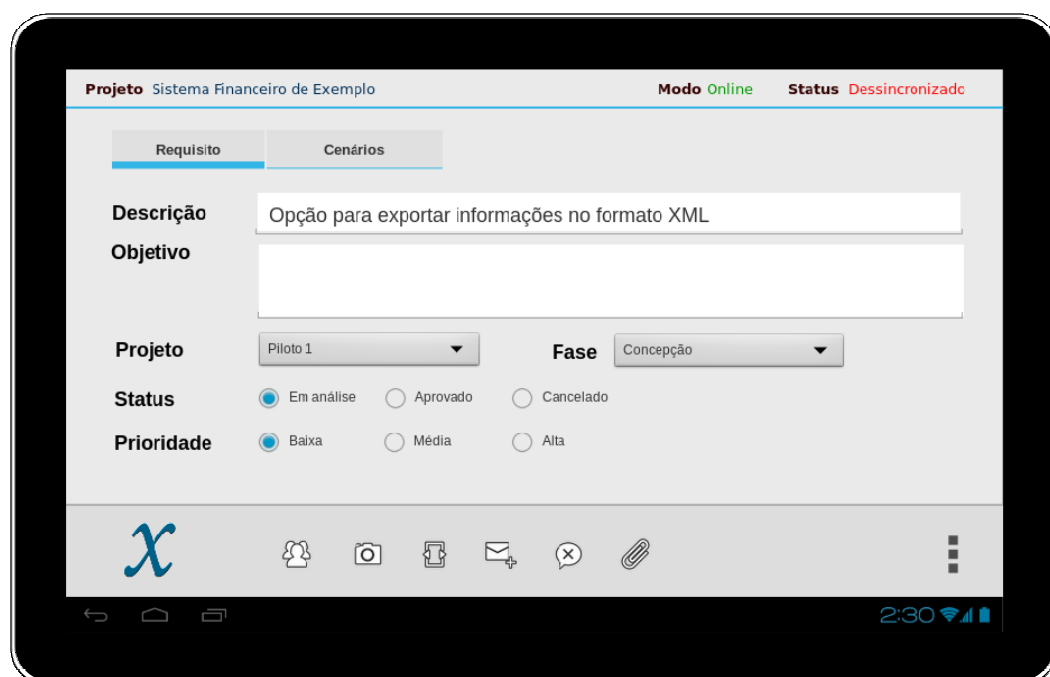 Projeto Sistema Financeiro de Exemplo Modo Online Status Dessincronizado
Requisito Cenários
Descrição Opção para exportar informações no formato XML
Objetivo
Projeto Piloto 1 Fase Concepção
Status Em análise Aprovado Cancelado
Prioridade Baixa Média Alta
x
2:30